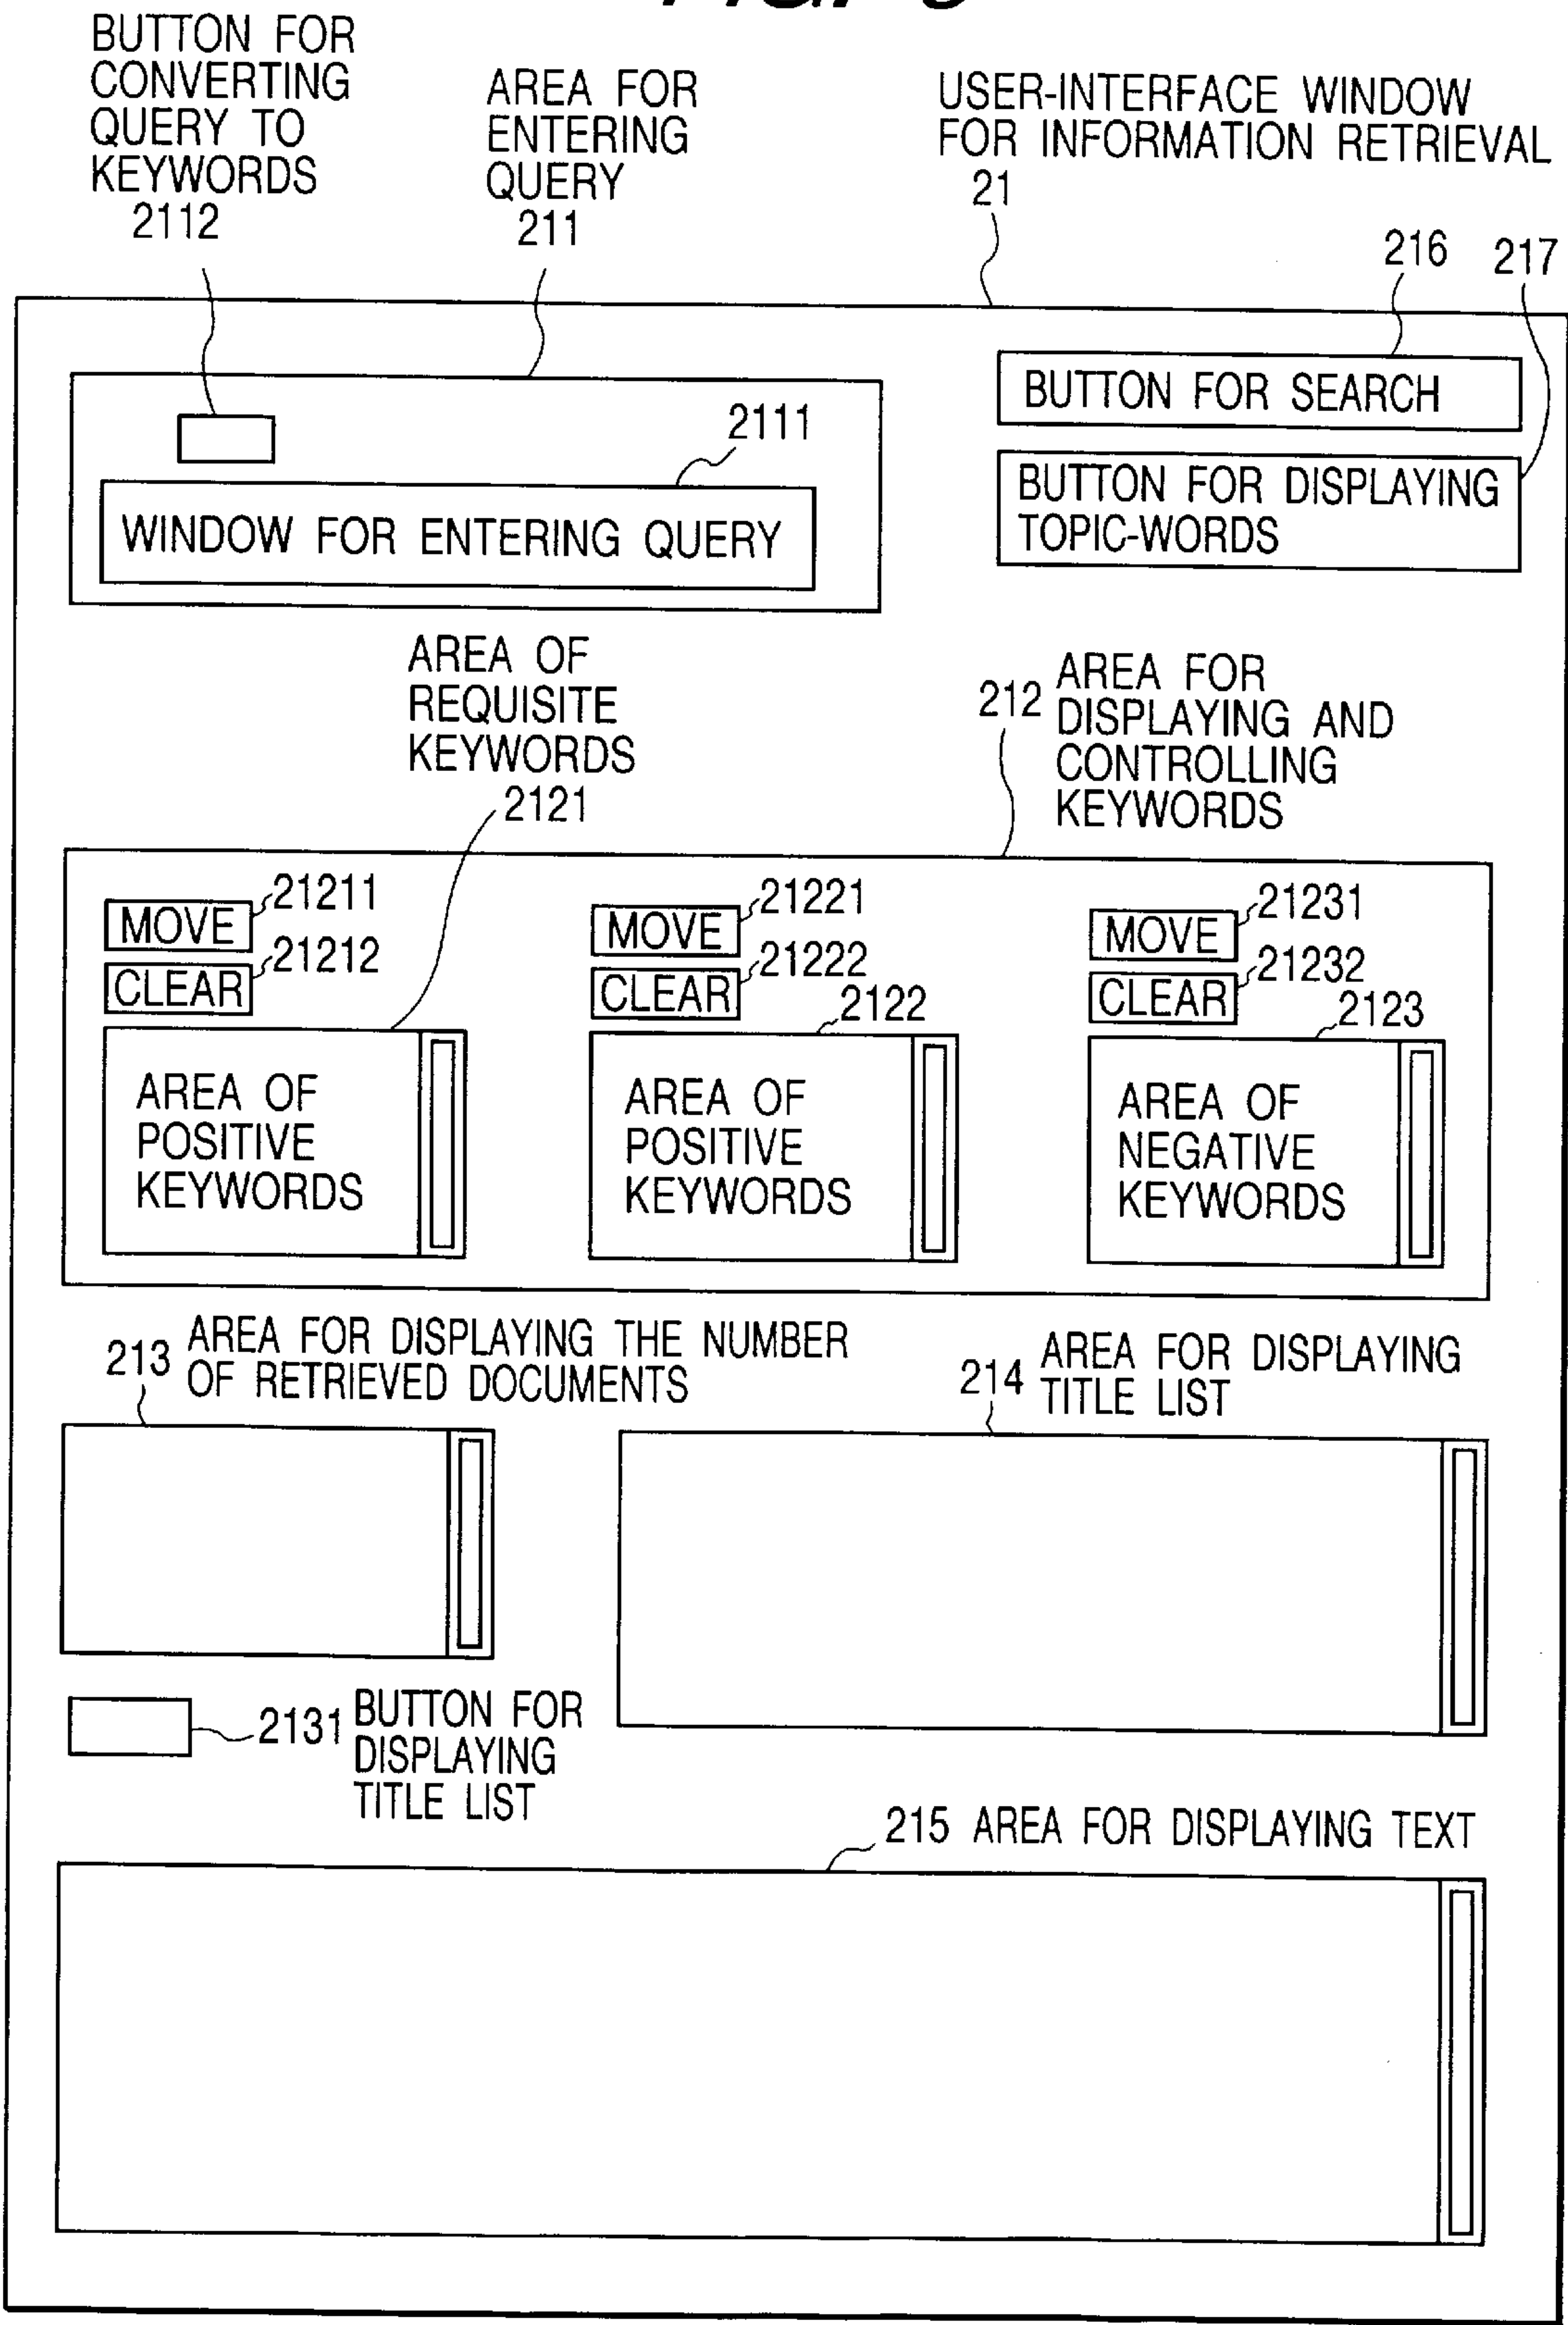 BUTTON FOR
CONVERTING
QUERY TO
KEYWORDS
2112
AREA FOR
ENTERING
QUERY
211
USER-INTERFACE WINDOW
FOR INFORMATION RETRIEVAL
21
216
217
BUTTON FOR SEARCH
BUTTON FOR DISPLAYING
TOPIC-WORDS
2111
WINDOW FOR ENTERING QUERY
AREA OF
REQUISITE
KEYWORDS
2121
212
AREA FOR
DISPLAYING AND
CONTROLLING
KEYWORDS
MOVE 21211
CLEAR 21212
AREA OF
POSITIVE
KEYWORDS
MOVE 21221
CLEAR 21222
2122
AREA OF
POSITIVE
KEYWORDS
MOVE 21231
CLEAR 21232
2123
AREA OF
NEGATIVE
KEYWORDS
213
AREA FOR DISPLAYING THE NUMBER
OF RETRIEVED DOCUMENTS
214
AREA FOR DISPLAYING
TITLE LIST
2131
BUTTON FOR
DISPLAYING
TITLE LIST
215 AREA FOR DISPLAYING TEXT